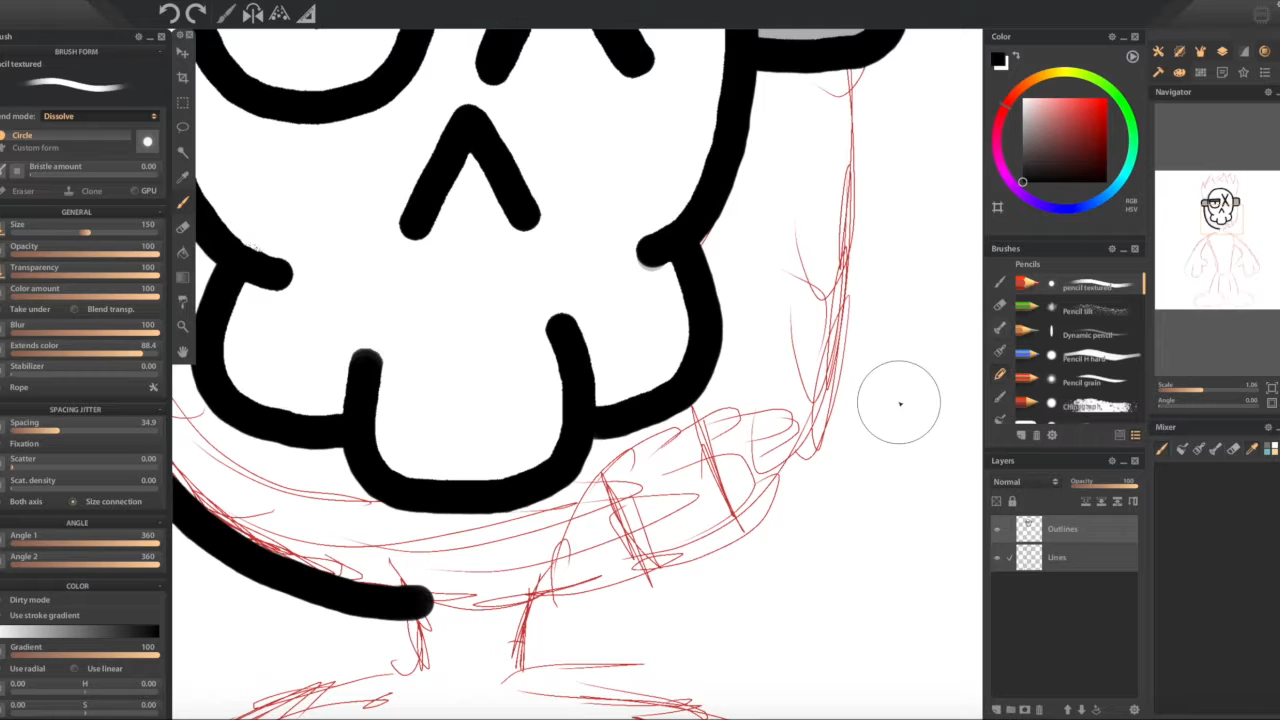 ush
BRUSH FORM
ncil textured
end mode: Dissolve
Circle
Custom form
Bristle amount 0.00
Eraser Clone GPU
GENERAL
Size 150
Opacity 100
Transparency 100
Color amount 100
Take under Blend transp.
Blur 100
Extends color 88.4
Stabilizer 0.00
Rope
SPACING JITTER
Spacing 34.9
Fixation
Scatter 0.00
Scat. density 0.00
Both axis Size connection
ANGLE
Angle 1 360
Angle 2 360
COLOR
Dirty mode
Use stroke gradient
Gradient 100
Use radial Use linear
0.00 H 0.00
0.00 S 0.00
Color
RGB
HSV
Brushes
Pencils
pencil textured
Pencil tilt
Dynamic pencil
Pencil H hard
Pencil grain
Layers
Normal Opacity 100
Outlines
Lines
Navigator
Scale 1.06
Angle 0.00
Mixer